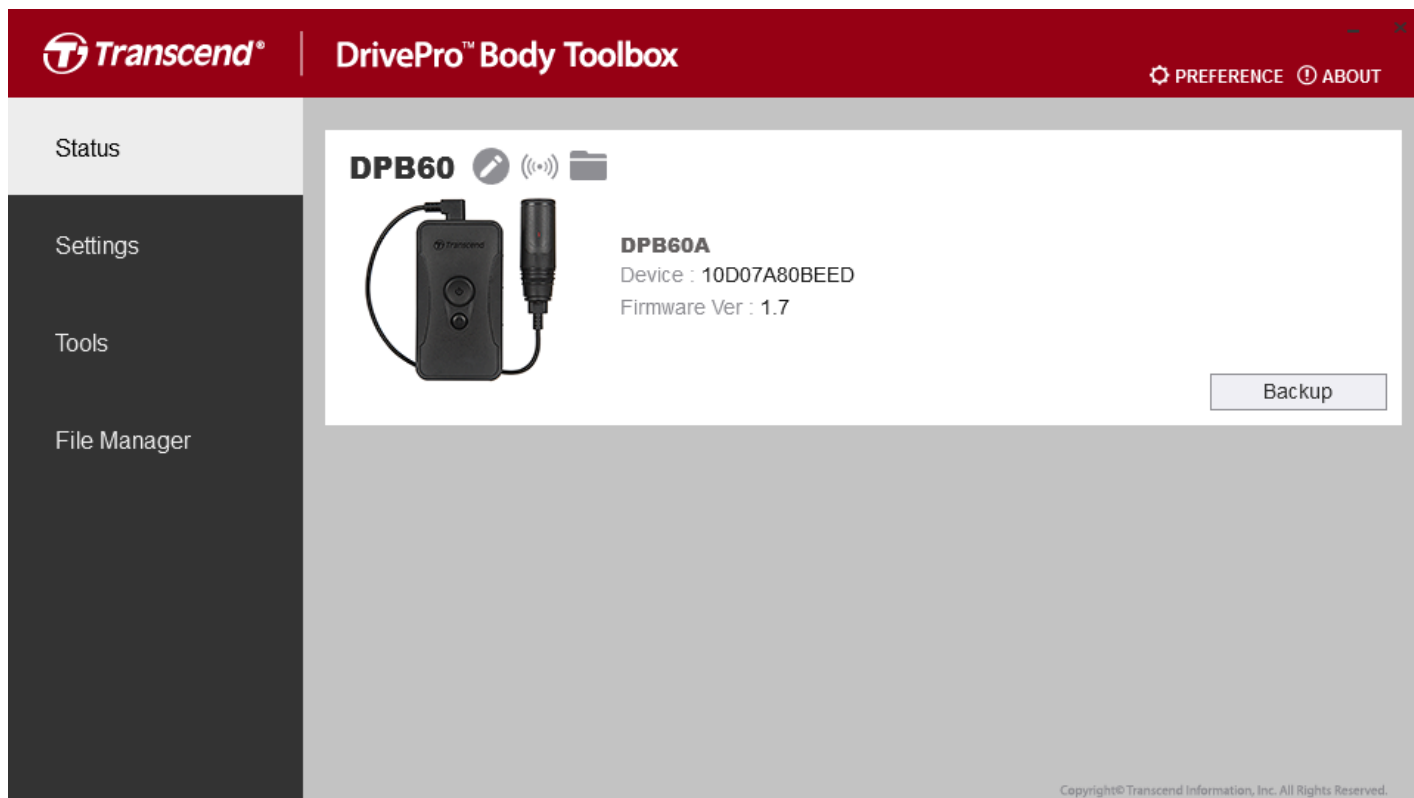 Transcend®
DrivePro™ Body Toolbox
PREFERENCE ABOUT
Status
Settings
Tools
File Manager
DPB60
Transcend
DPB60A
Device : 10D07A80BEED
Firmware Ver : 1.7
Backup
Copyright© Transcend Information, Inc. All Rights Reserved.